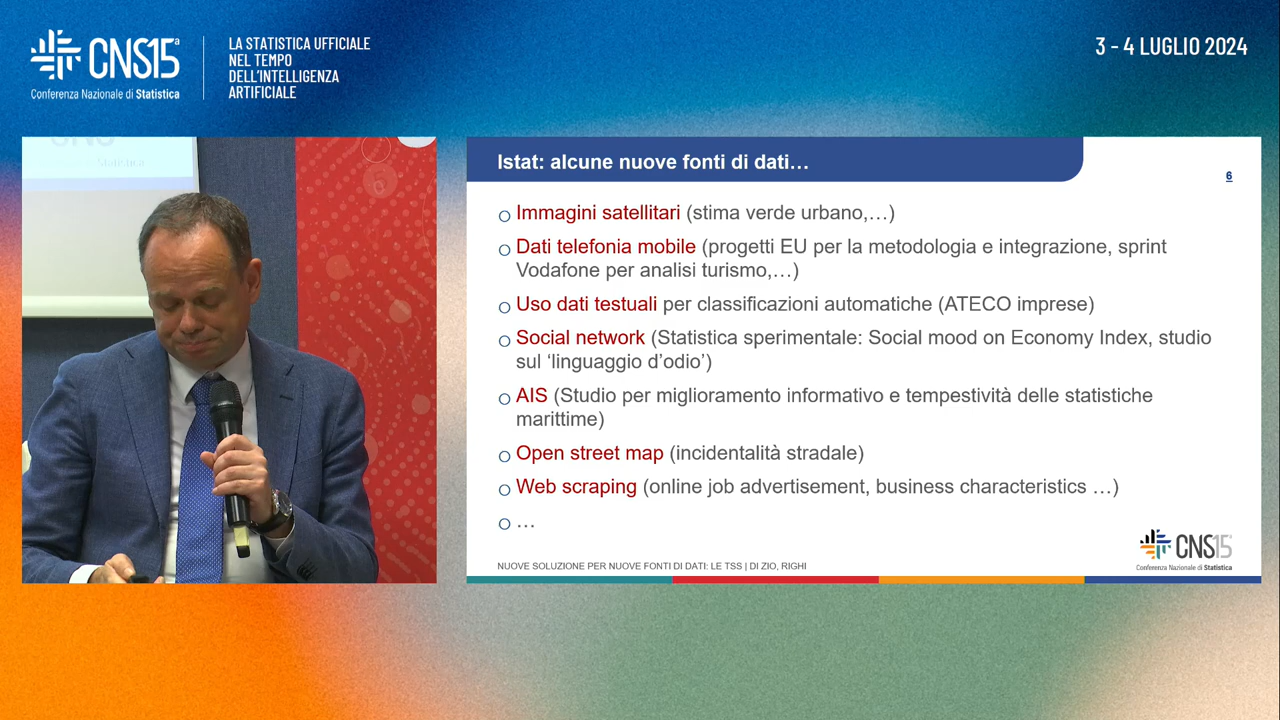 CNS15ª
Conferenza Nazionale di Statistica
LA STATISTICA UFFICIALE
NEL TEMPO
DELL'INTELLIGENZA
ARTIFICIALE
3 - 4 LUGLIO 2024
Istat: alcune nuove fonti di dati…
6
Immagini satellitari (stima verde urbano,…)
Dati telefonia mobile (progetti EU per la metodologia e integrazione, sprint
Vodafone per analisi turismo,…)
Uso dati testuali per classificazioni automatiche (ATECO imprese)
Social network (Statistica sperimentale: Social mood on Economy Index, studio
sul ‘linguaggio d’odio’)
AIS (Studio per miglioramento informativo e tempestività delle statistiche
marittime)
Open street map (incidentalità stradale)
Web scraping (online job advertisement, business characteristics …)
…
NUOVE SOLUZIONE PER NUOVE FONTI DI DATI: LE TSS | DI ZIO, RIGHI
CNS15
Conferenza Nazionale di Statistica